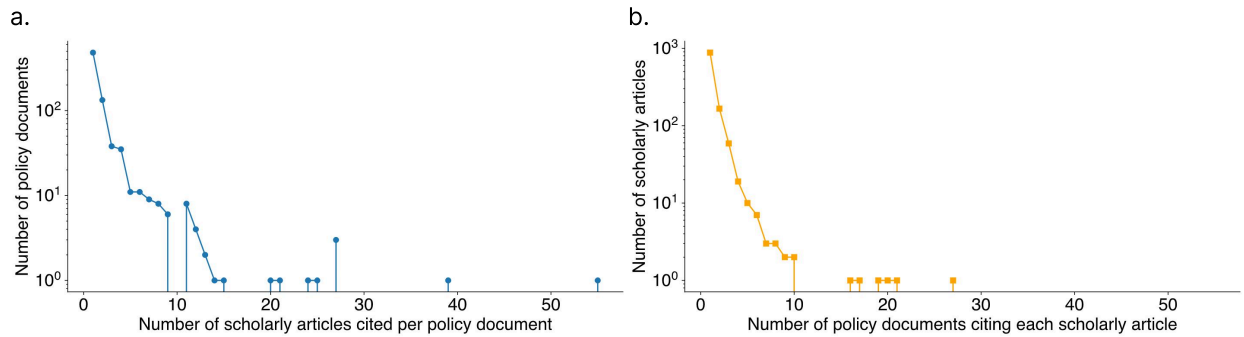 a.
Number of policy documents
10²
10¹
10⁰
0 10 20 30 40 50
Number of scholarly articles cited per policy document
b.
Number of scholarly articles
10³
10²
10¹
10⁰
0 10 20 30 40 50
Number of policy documents citing each scholarly article